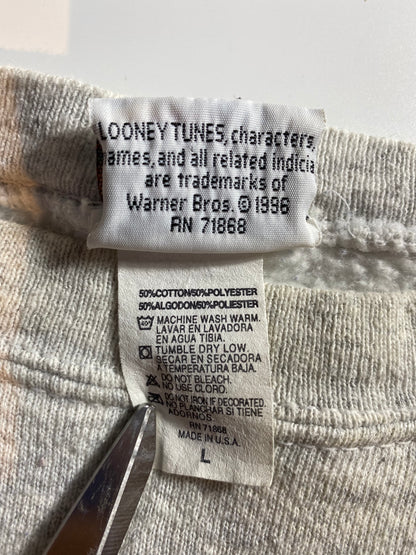 LOONEY TUNES, characters,
names, and all related indicia
are trademarks of
Warner Bros. © 1996
RN 71868
50%COTTON/50%POLYESTER
50%ALGODON/50%POLIESTER
40° MACHINE WASH WARM.
LAVAR EN LAVADORA
EN AGUA TIBIA.
TUMBLE DRY LOW.
SECAR EN SECADORA
A TEMPERATURA BAJA.
DO NOT BLEACH.
NO USE CLORO.
DO NOT IRON IF DECORATED.
NO PLANCHAR SI TIENE
ADORNOS.
RN 71868
MADE IN U.S.A.
L